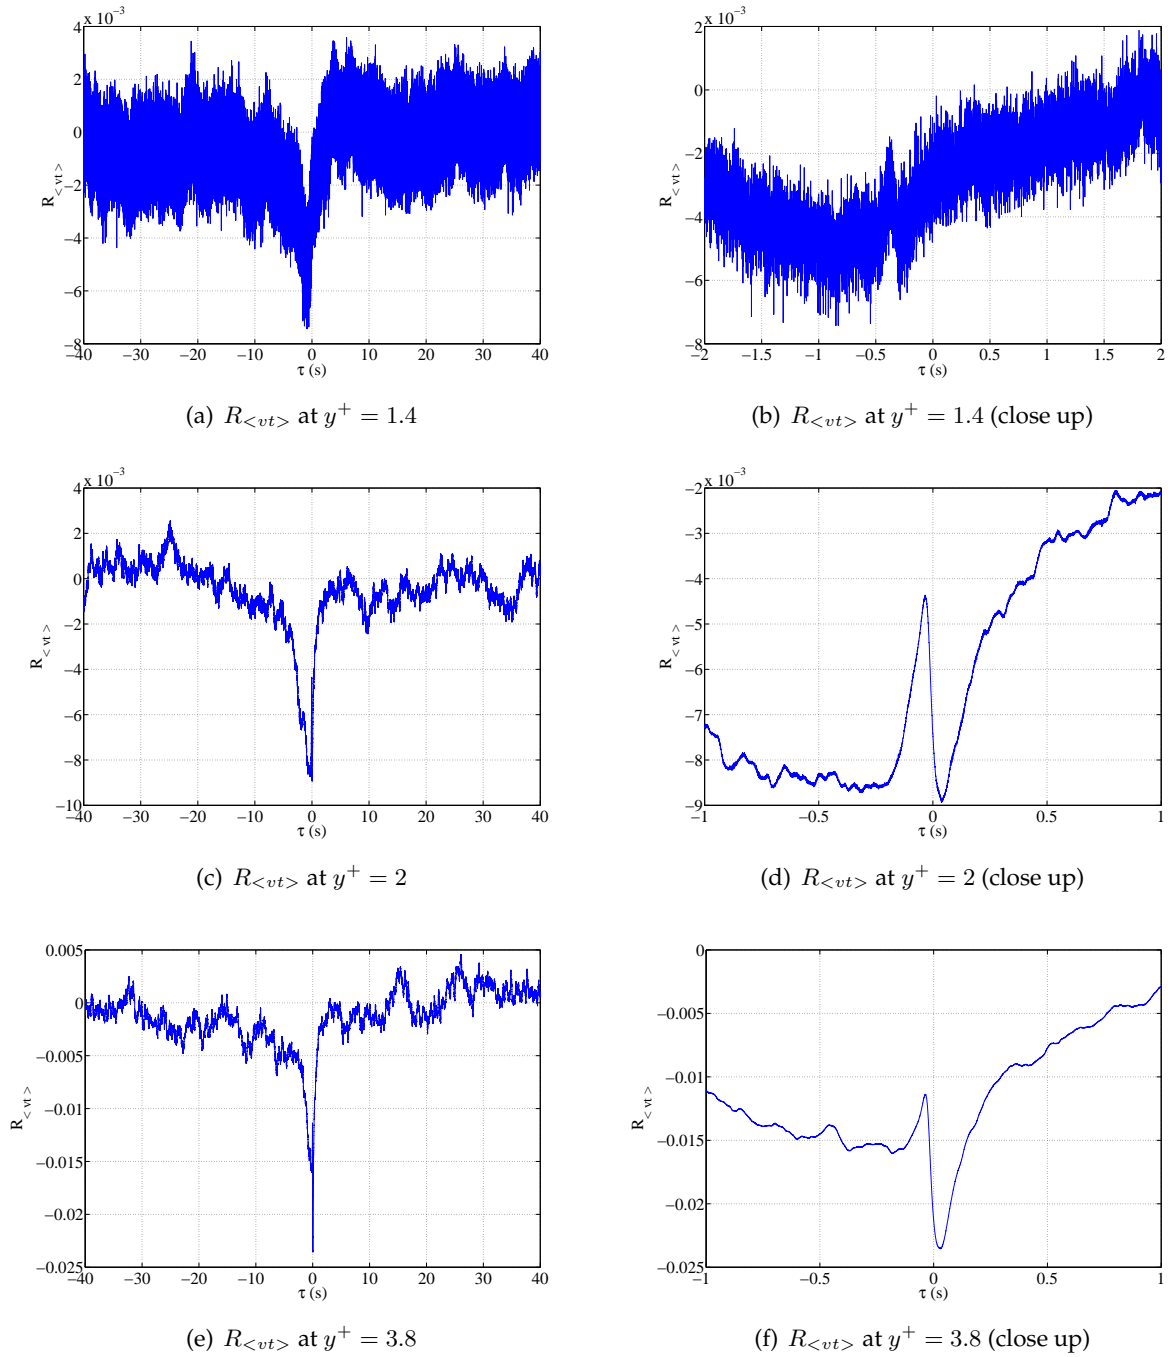 x 10⁻³
4
2
0
−2
−4
−6
−8
R<vt>
−40 −30 −20 −10 0 10 20 30 40
τ (s)
(a) R<vt> at y⁺ = 1.4
x 10⁻³
2
0
−2
−4
−6
−8
R<vt>
−2 −1.5 −1 −0.5 0 0.5 1 1.5 2
τ (s)
(b) R<vt> at y⁺ = 1.4 (close up)
x 10⁻³
4
2
0
−2
−4
−6
−8
−10
R<vt>
−40 −30 −20 −10 0 10 20 30 40
τ (s)
(c) R<vt> at y⁺ = 2
x 10⁻³
−2
−3
−4
−5
−6
−7
−8
−9
R<vt>
−1 −0.5 0 0.5 1
τ (s)
(d) R<vt> at y⁺ = 2 (close up)
0.005
0
−0.005
−0.01
−0.015
−0.02
−0.025
R<vt>
−40 −30 −20 −10 0 10 20 30 40
τ (s)
(e) R<vt> at y⁺ = 3.8
0
−0.005
−0.01
−0.015
−0.02
−0.025
R<vt>
−1 −0.5 0 0.5 1
τ (s)
(f) R<vt> at y⁺ = 3.8 (close up)